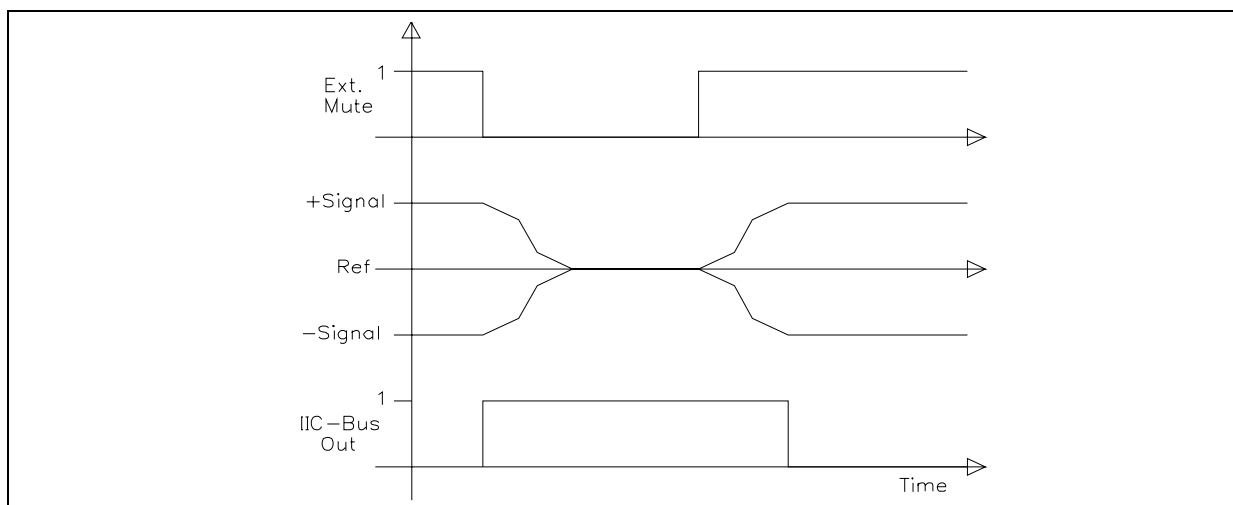 1
Ext.
Mute
+Signal
Ref
−Signal
1
IIC−Bus
Out
Time